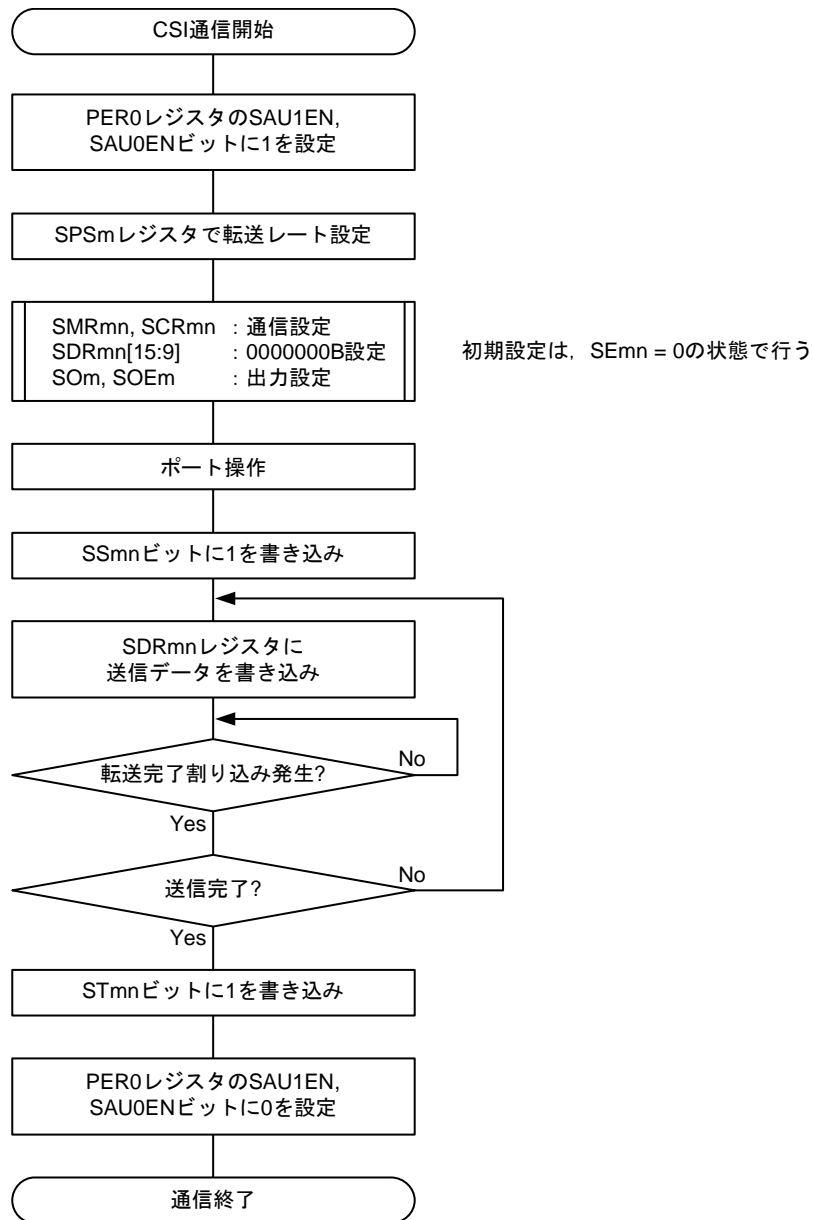 CSI通信開始
PER0レジスタのSAU1EN,
SAU0ENビットに1を設定
SPSmレジスタで転送レート設定
SMRmn, SCRmn : 通信設定
SDRmn[15:9] : 0000000B設定
SOm, SOEm : 出力設定
初期設定は，SEmn = 0の状態で行う
ポート操作
SSmnビットに1を書き込み
SDRmnレジスタに
送信データを書き込み
転送完了割り込み発生?
No
Yes
送信完了?
No
Yes
STmnビットに1を書き込み
PER0レジスタのSAU1EN,
SAU0ENビットに0を設定
通信終了